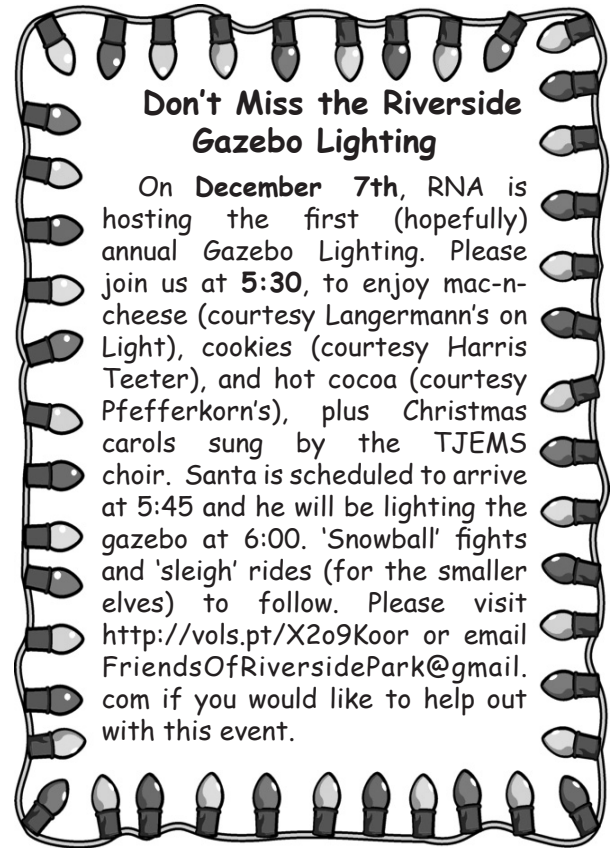 Don't Miss the Riverside
Gazebo Lighting
On December 7th, RNA is
hosting the first (hopefully)
annual Gazebo Lighting. Please
join us at 5:30, to enjoy mac-n-
cheese (courtesy Langermann's on
Light), cookies (courtesy Harris
Teeter), and hot cocoa (courtesy
Pfefferkorn's), plus Christmas
carols sung by the TJEMS
choir. Santa is scheduled to arrive
at 5:45 and he will be lighting the
gazebo at 6:00. 'Snowball' fights
and 'sleigh' rides (for the smaller
elves) to follow. Please visit
http://vols.pt/X2o9Koor or email
FriendsOfRiversidePark@gmail.
com if you would like to help out
with this event.